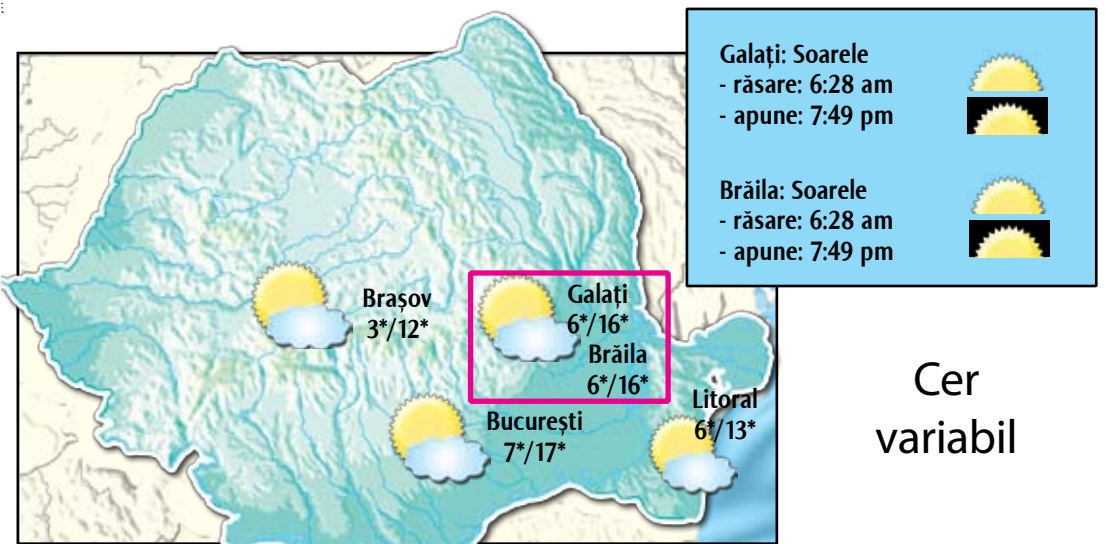 Galați: Soarele
- răsare: 6:28 am
- apune: 7:49 pm
Brăila: Soarele
- răsare: 6:28 am
- apune: 7:49 pm
Brașov
3*/12*
Galați
6*/16*
Brăila
6*/16*
București
7*/17*
Litoral
6*/13*
Cer
variabil